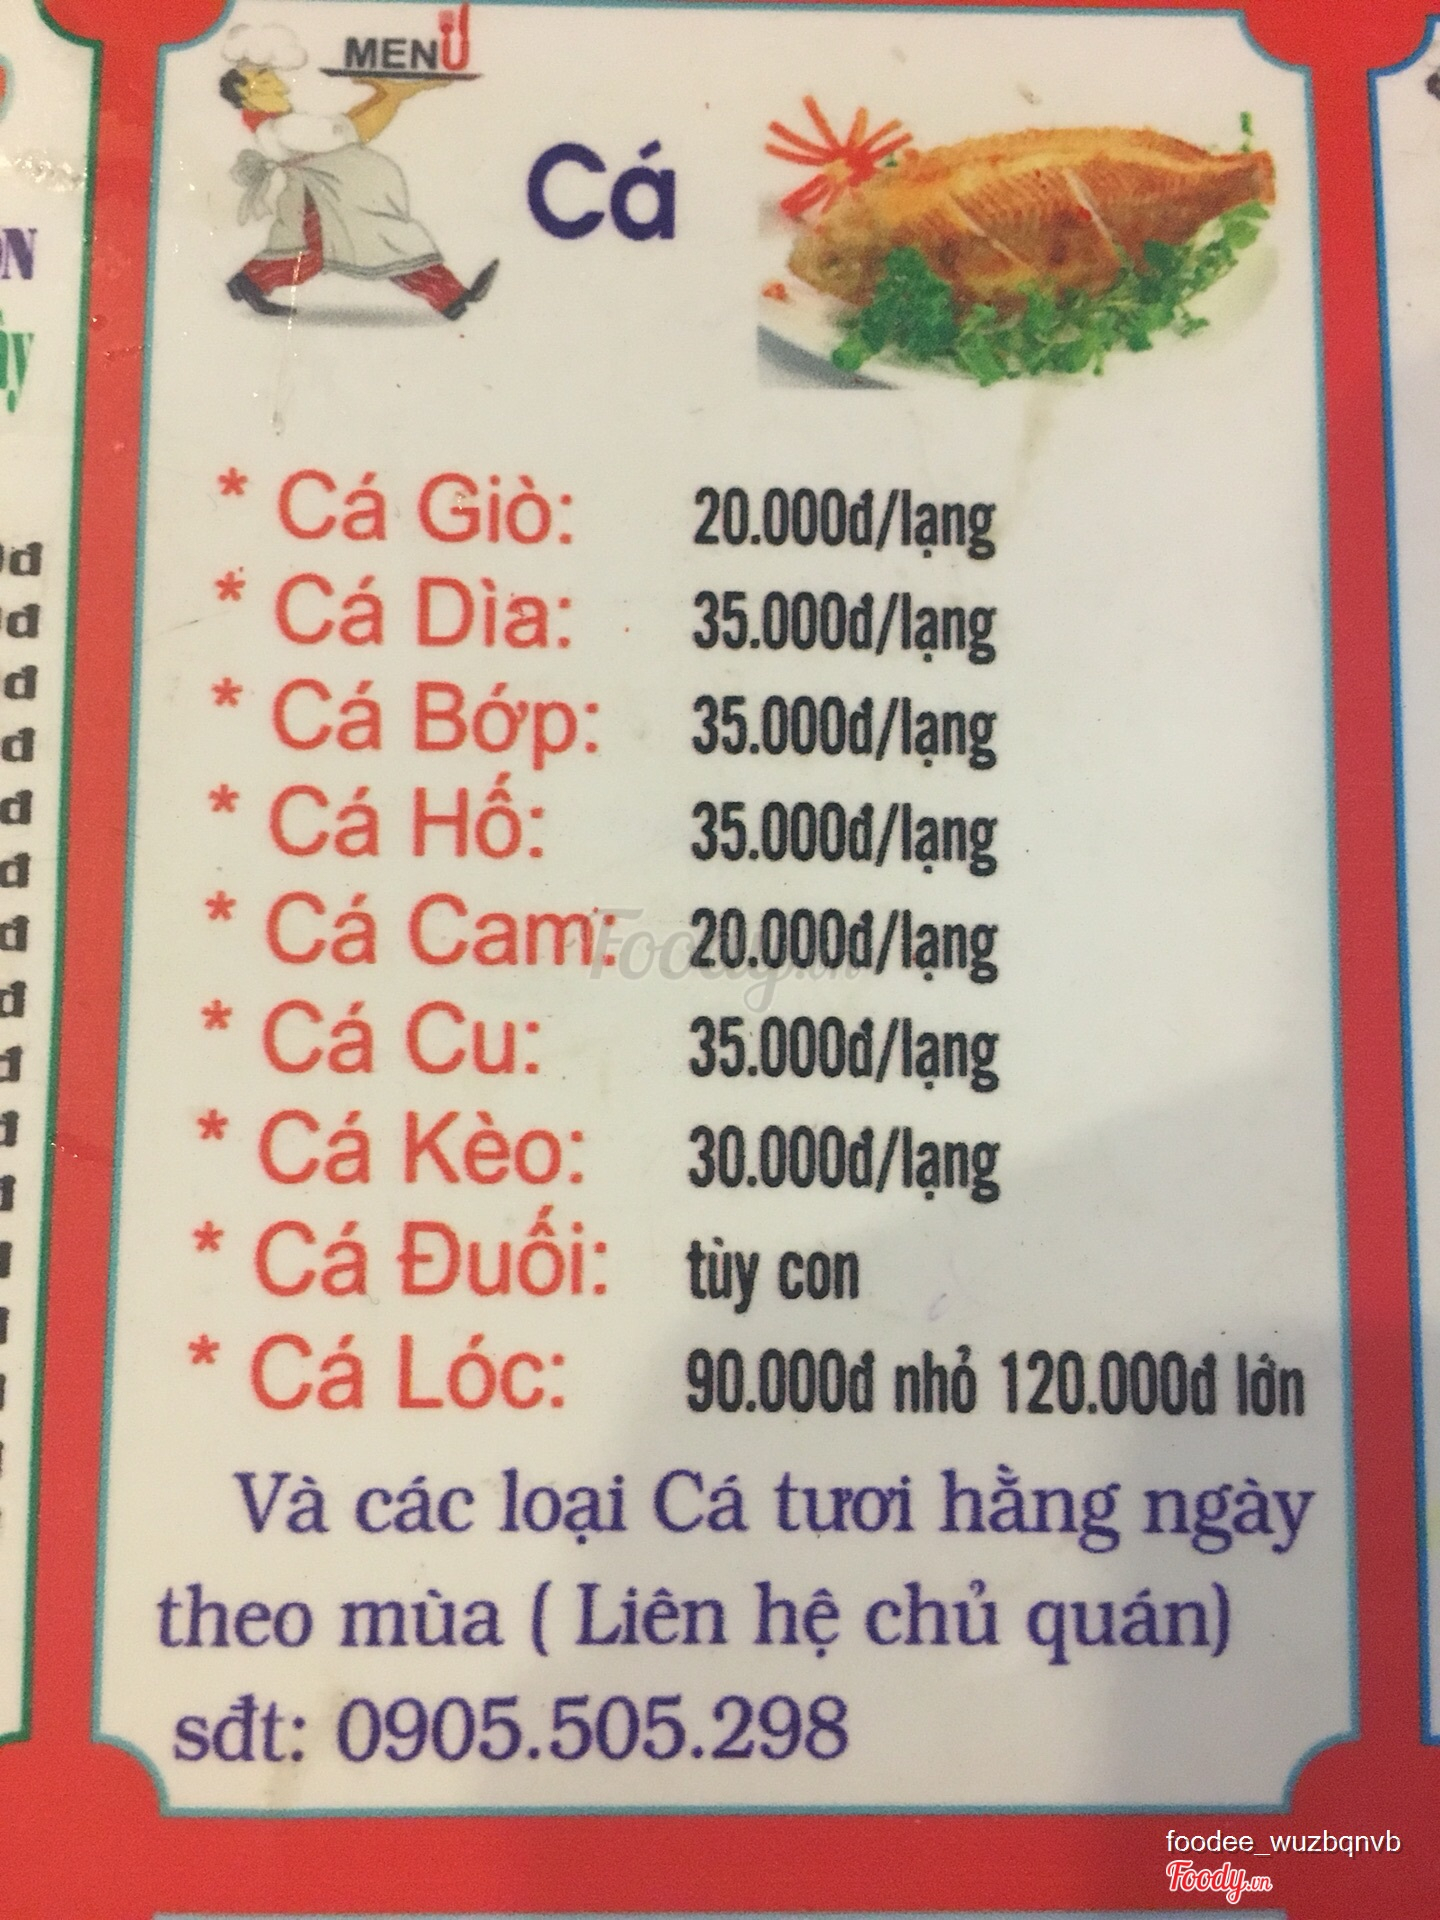 MENU
Cá
* Cá Giò: 20.000đ/lạng
* Cá Dìa: 35.000đ/lạng
* Cá Bớp: 35.000đ/lạng
* Cá Hố: 35.000đ/lạng
* Cá Cam: 20.000đ/lạng
* Cá Cu: 35.000đ/lạng
* Cá Kèo: 30.000đ/lạng
* Cá Đuối: tùy con
* Cá Lóc: 90.000đ nhỏ 120.000đ lớn
Và các loại Cá tươi hằng ngày
theo mùa ( Liên hệ chủ quán)
sđt: 0905.505.298
Foody.vn
foodee_wuzbqnvb
Foody.vn